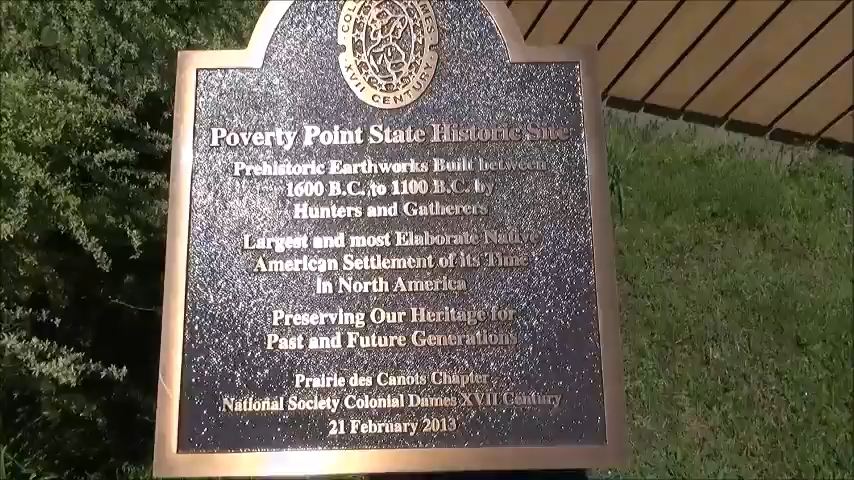 XVII CENTURY
Poverty Point State Historic Site
Prehistoric Earthworks Built between
1600 B.C. to 1100 B.C. by
Hunters and Gatherers
Largest and most Elaborate Native
American Settlement of its Time
in North America
Preserving Our Heritage for
Past and Future Generations
Prairie des Canots Chapter
National Society Colonial Dames XVII Century
21 February 2013